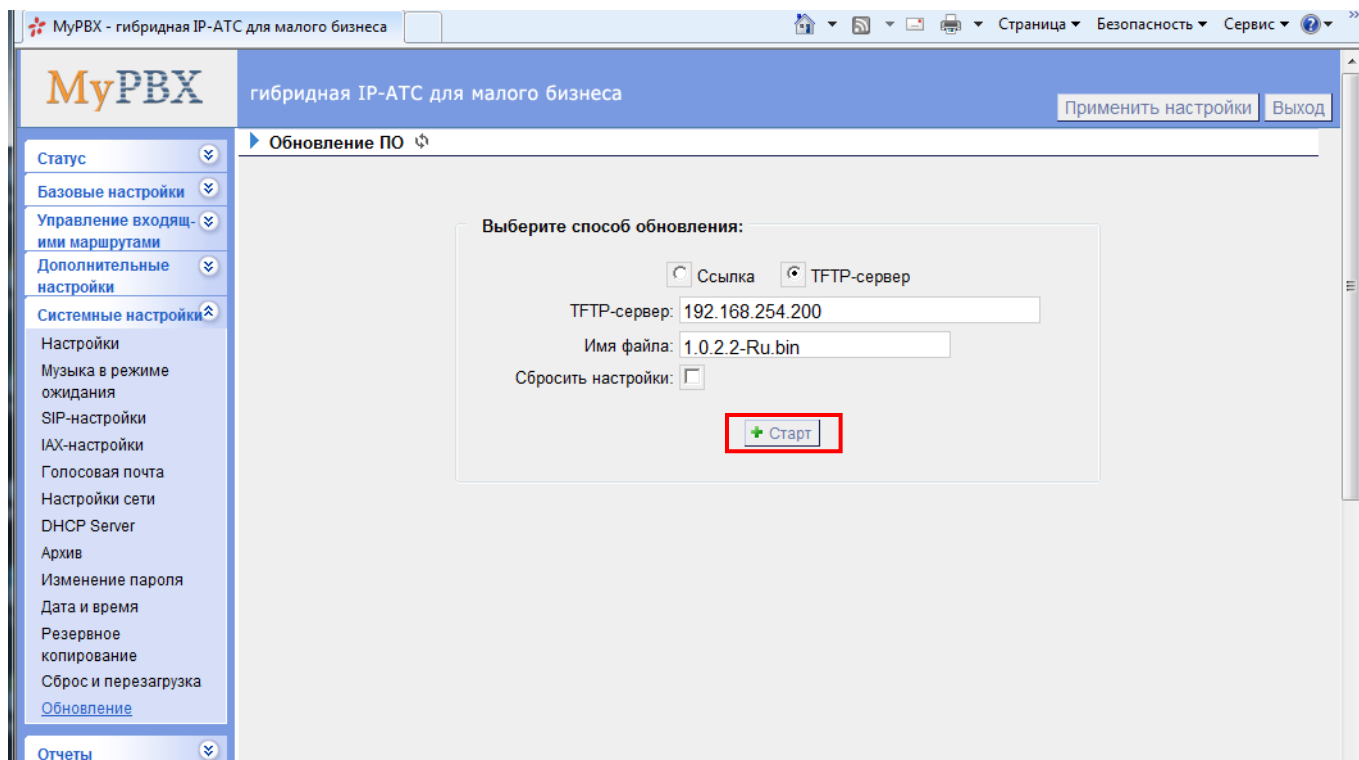 MyPBX - гибридная IP-АТС для малого бизнеса
Страница
Безопасность
Сервис
MyPBX
гибридная IP-АТС для малого бизнеса
Применить настройки
Выход
Обновление ПО
Статус
Базовые настройки
Управление входящ-
ими маршрутами
Дополнительные
настройки
Системные настройки
Настройки
Музыка в режиме
ожидания
SIP-настройки
IAX-настройки
Голосовая почта
Настройки сети
DHCP Server
Архив
Изменение пароля
Дата и время
Резервное
копирование
Сброс и перезагрузка
Обновление
Отчеты
Выберите способ обновления:
Ссылка
TFTP-сервер
TFTP-сервер: 192.168.254.200
Имя файла: 1.0.2.2-Ru.bin
Сбросить настройки:
Старт